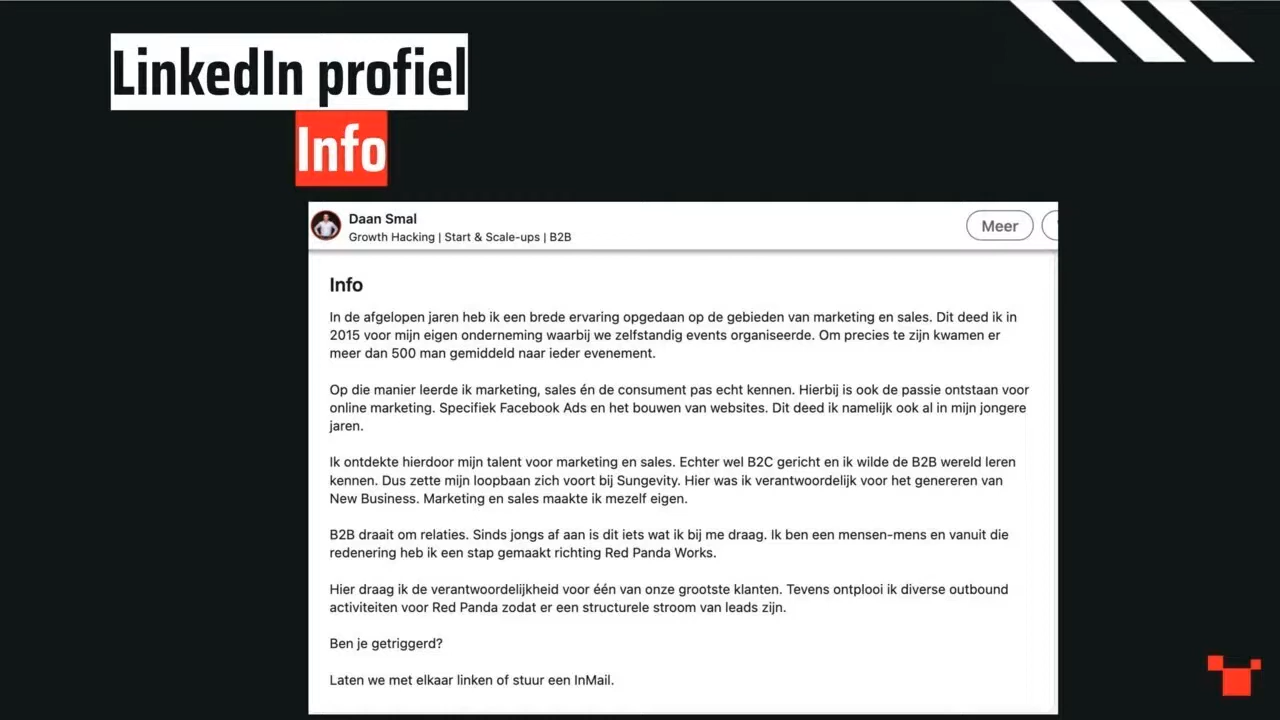 LinkedIn profiel
Info
Daan Smal
Growth Hacking | Start & Scale-ups | B2B
Meer
Info
In de afgelopen jaren heb ik een brede ervaring opgedaan op de gebieden van marketing en sales. Dit deed ik in
2015 voor mijn eigen onderneming waarbij we zelfstandig events organiseerde. Om precies te zijn kwamen er
meer dan 500 man gemiddeld naar ieder evenement.
Op die manier leerde ik marketing, sales én de consument pas echt kennen. Hierbij is ook de passie ontstaan voor
online marketing. Specifiek Facebook Ads en het bouwen van websites. Dit deed ik namelijk ook al in mijn jongere
jaren.
Ik ontdekte hierdoor mijn talent voor marketing en sales. Echter wel B2C gericht en ik wilde de B2B wereld leren
kennen. Dus zette mijn loopbaan zich voort bij Sungevity. Hier was ik verantwoordelijk voor het genereren van
New Business. Marketing en sales maakte ik mezelf eigen.
B2B draait om relaties. Sinds jongs af aan is dit iets wat ik bij me draag. Ik ben een mensen-mens en vanuit die
redenering heb ik een stap gemaakt richting Red Panda Works.
Hier draag ik de verantwoordelijkheid voor één van onze grootste klanten. Tevens ontplooi ik diverse outbound
activiteiten voor Red Panda zodat er een structurele stroom van leads zijn.
Ben je getriggerd?
Laten we met elkaar linken of stuur een InMail.